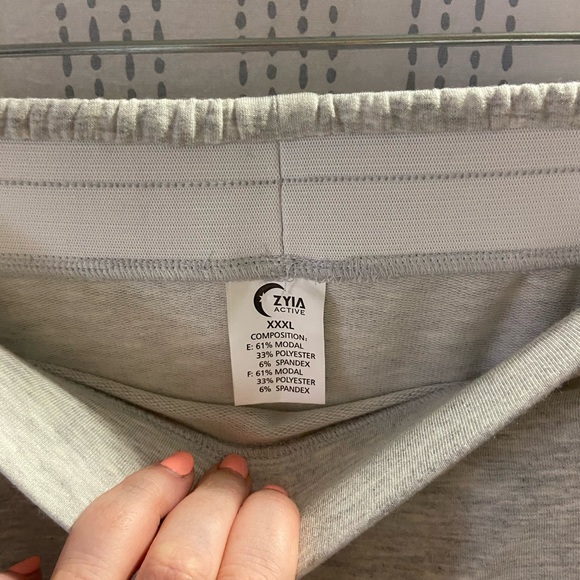 ZYIA
ACTIVE
XXXL
COMPOSITION:
E: 61% MODAL
33% POLYESTER
6% SPANDEX
F: 61% MODAL
33% POLYESTER
6% SPANDEX